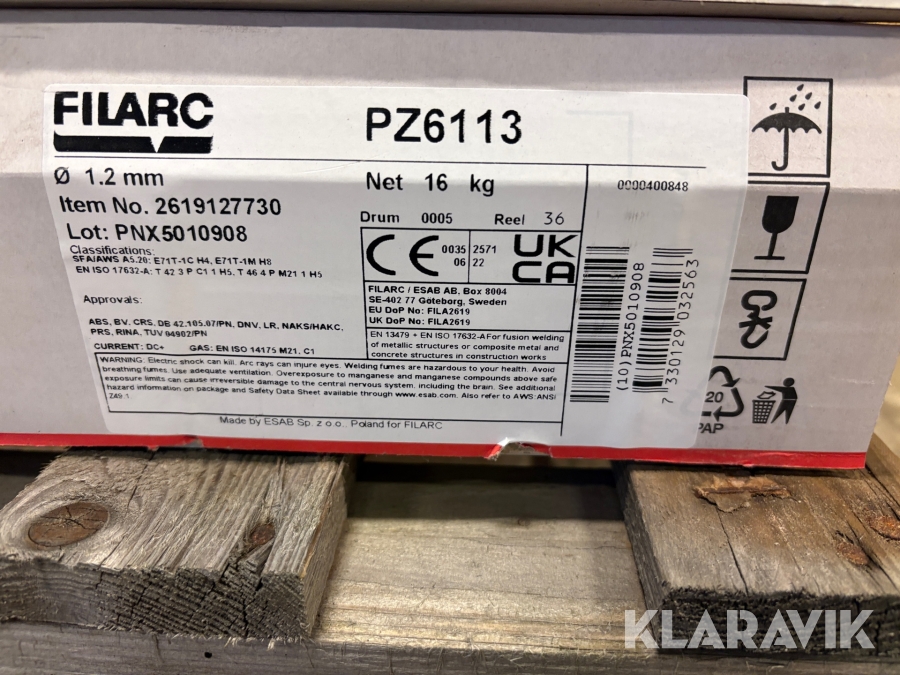 FILARC
PZ6113
Ø 1.2 mm
Net 16 kg
0000400848
Item No. 2619127730
Drum 0005 Reel 36
Lot: PNX5010908
Classifications:
SFA/AWS A5.20: E71T-1C H4, E71T-1M H8
EN ISO 17632-A: T 42 3 P C1 1 H5, T 46 4 P M21 1 H5
CE 0035 2571
06 22
UK
CA
Approvals:
ABS, BV, CRS, DB 42.105.07/PN, DNV, LR, NAKS/HAKC,
PRS, RINA, TUV 04902/PN
CURRENT: DC+ GAS: EN ISO 14175 M21, C1
FILARC / ESAB AB, Box 8004
SE-402 77 Göteborg, Sweden
EU DoP No: FILA2619
UK DoP No: FILA2619
EN 13479 + EN ISO 17632-A For fusion welding
of metallic structures or composite metal and
concrete structures in construction works
WARNING: Electric shock can kill. Arc rays can injure eyes. Welding fumes are hazardous to your health. Avoid
breathing fumes. Use adequate ventilation. Overexposure to manganese and manganese compounds above safe
exposure limits can cause irreversible damage to the central nervous system, including the brain. See additional
hazard information on package and Safety Data Sheet available through www.esab.com. Also refer to AWS:ANSI
Z49.1.
Made by ESAB Sp. z o.o., Poland for FILARC
(10)PNX5010908
7 330129 032563
20
PAP
KLARAVIK